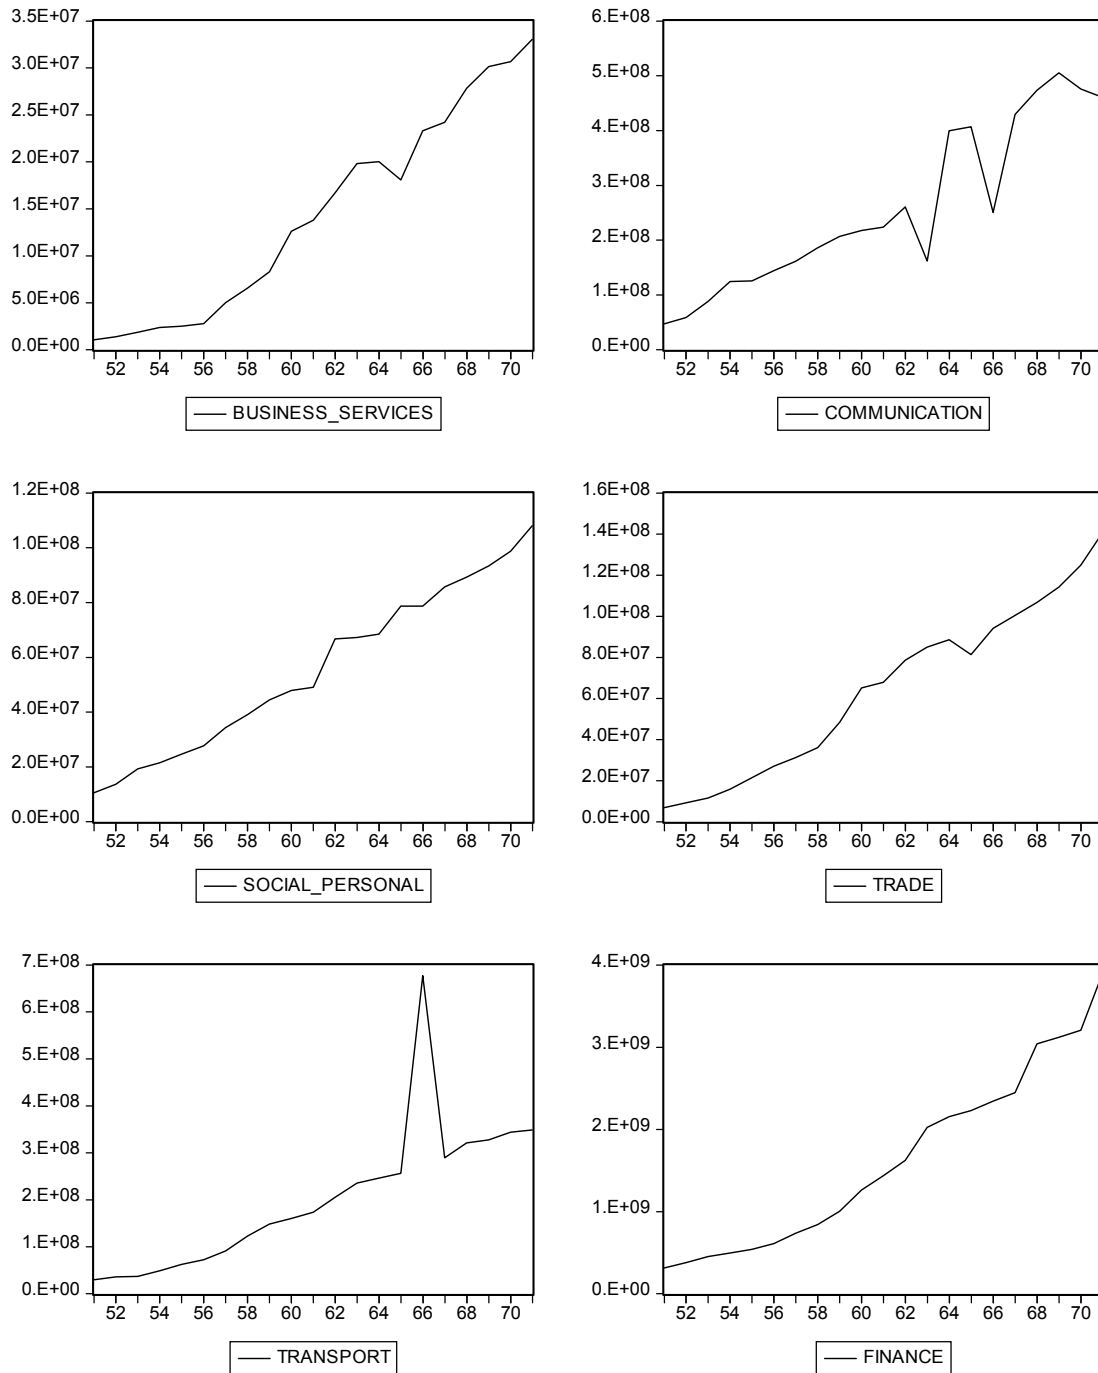 3.5E+07
3.0E+07
2.5E+07
2.0E+07
1.5E+07
1.0E+07
5.0E+06
0.0E+00
52 54 56 58 60 62 64 66 68 70
BUSINESS_SERVICES
6.E+08
5.E+08
4.E+08
3.E+08
2.E+08
1.E+08
0.E+00
52 54 56 58 60 62 64 66 68 70
COMMUNICATION
1.2E+08
1.0E+08
8.0E+07
6.0E+07
4.0E+07
2.0E+07
0.0E+00
52 54 56 58 60 62 64 66 68 70
SOCIAL_PERSONAL
1.6E+08
1.4E+08
1.2E+08
1.0E+08
8.0E+07
6.0E+07
4.0E+07
2.0E+07
0.0E+00
52 54 56 58 60 62 64 66 68 70
TRADE
7.E+08
6.E+08
5.E+08
4.E+08
3.E+08
2.E+08
1.E+08
0.E+00
52 54 56 58 60 62 64 66 68 70
TRANSPORT
4.E+09
3.E+09
2.E+09
1.E+09
0.E+00
52 54 56 58 60 62 64 66 68 70
FINANCE